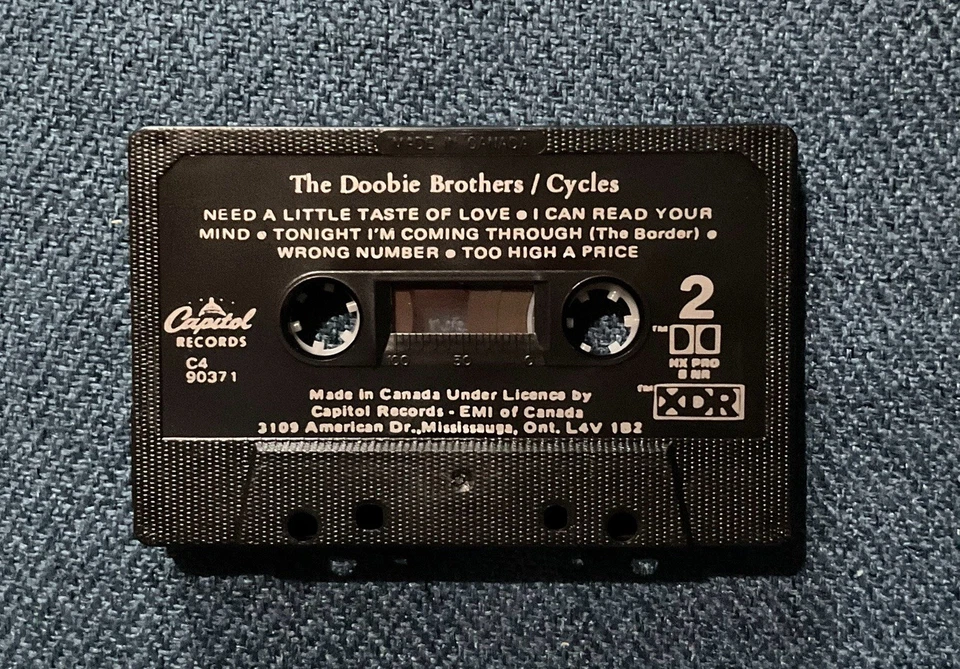 MADE IN CANADA
The Doobie Brothers / Cycles
NEED A LITTLE TASTE OF LOVE ● I CAN READ YOUR
MIND ● TONIGHT I'M COMING THROUGH (The Border) ●
WRONG NUMBER ● TOO HIGH A PRICE
Capitol
RECORDS
C4
90371
100 50 0
2
™
HX PRO
B NR
™XDR
Made in Canada Under Licence by
Capitol Records - EMI of Canada
3109 American Dr.,Mississauga, Ont. L4V 1B2